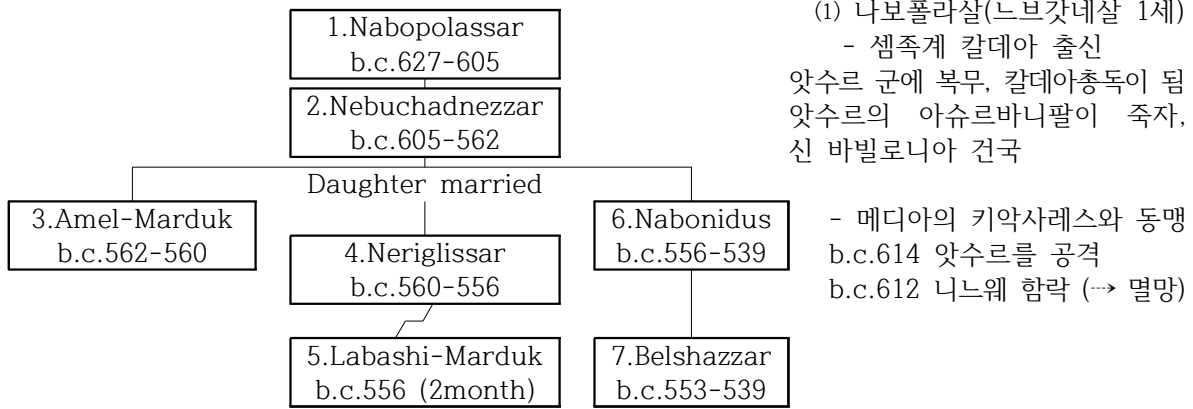 1.Nabopolassar
b.c.627-605
2.Nebuchadnezzar
b.c.605-562
Daughter married
3.Amel-Marduk
b.c.562-560
4.Neriglissar
b.c.560-556
6.Nabonidus
b.c.556-539
5.Labashi-Marduk
b.c.556 (2month)
7.Belshazzar
b.c.553-539
⑴ 나보폴라살(느브갓네살 1세)
- 셈족계 칼데아 출신
앗수르 군에 복무, 칼데아총독이 됨
앗수르의 아슈르바니팔이 죽자,
신 바빌로니아 건국
- 메디아의 키악사레스와 동맹
b.c.614 앗수르를 공격
b.c.612 니느웨 함락 (⇢ 멸망)